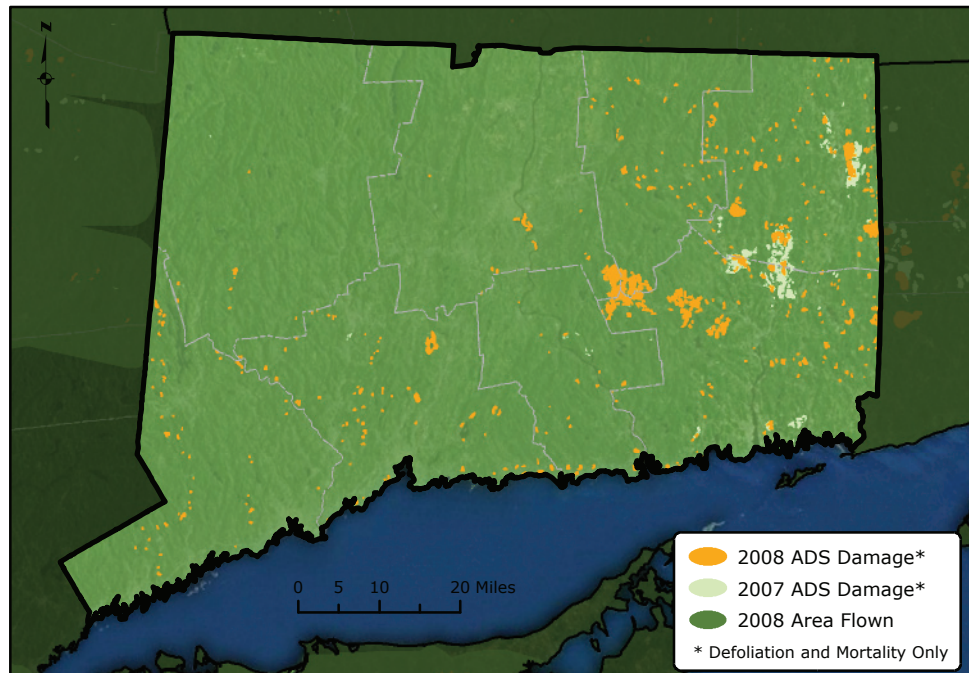 N
0 5 10 20 Miles
2008 ADS Damage*
2007 ADS Damage*
2008 Area Flown
* Defoliation and Mortality Only